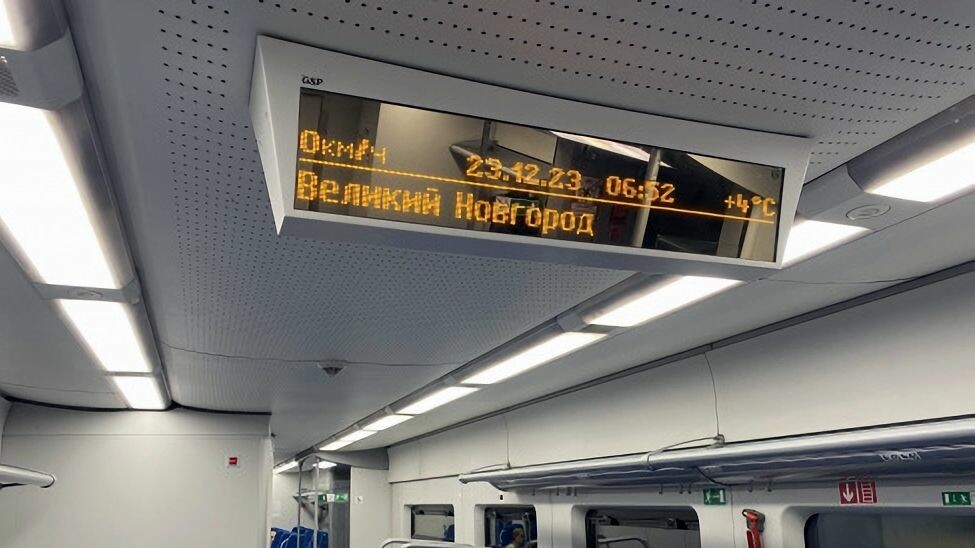 GSP
0км/ч 23.12.23 06:52 +4°C
Великий Новгород